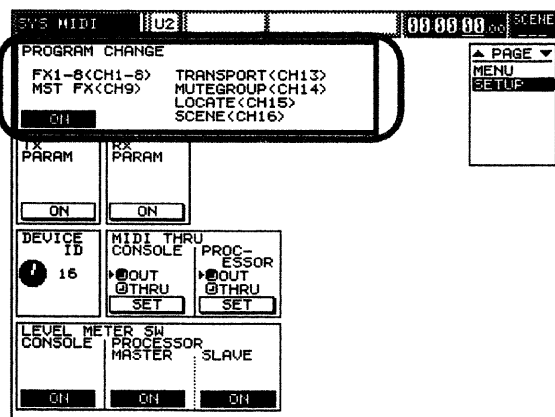 SYS MIDI U2 00:00:00.00 SCENE
PROGRAM CHANGE
FX1-8<CH1-8> TRANSPORT<CH13>
MST FX<CH9> MUTEGROUP<CH14>
LOCATE<CH15>
SCENE<CH16>
ON
▲ PAGE ▼
MENU
SETUP
TX PARAM
ON
RX PARAM
ON
DEVICE
ID
16
MIDI THRU
CONSOLE
OUT
THRU
SET
PROC-
ESSOR
OUT
THRU
SET
LEVEL METER SW
CONSOLE
ON
PROCESSOR
MASTER
ON
SLAVE
ON